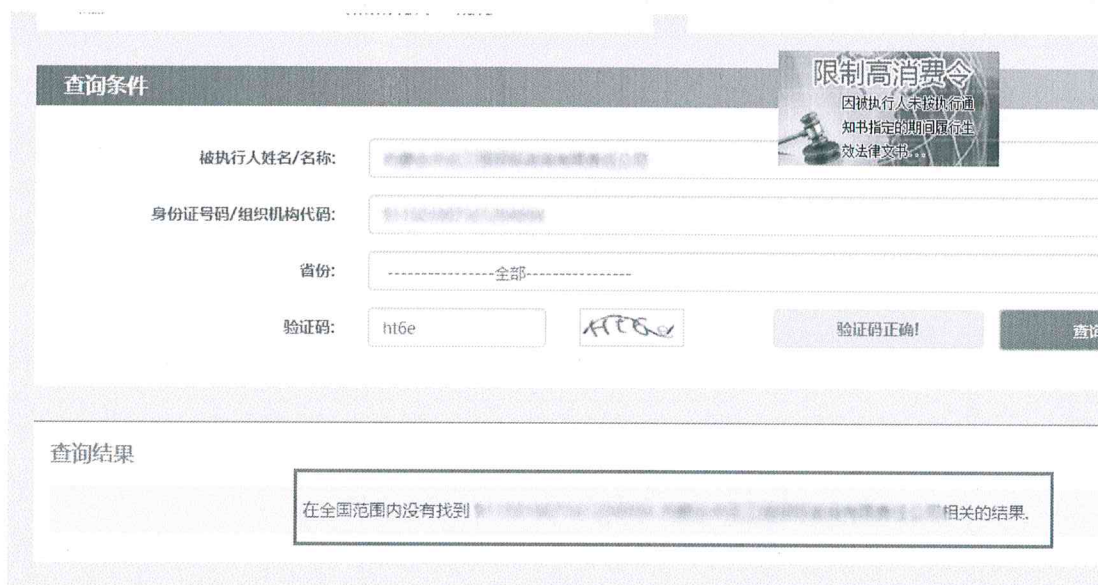 查询条件
限制高消费令
因被执行人未按执行通
知书指定的期间履行生
效法律文书...
被执行人姓名/名称:
身份证号码/组织机构代码:
省份: ----------------全部----------------
验证码: ht6e HT6e 验证码正确! 查询
查询结果
在全国范围内没有找到 相关的结果.